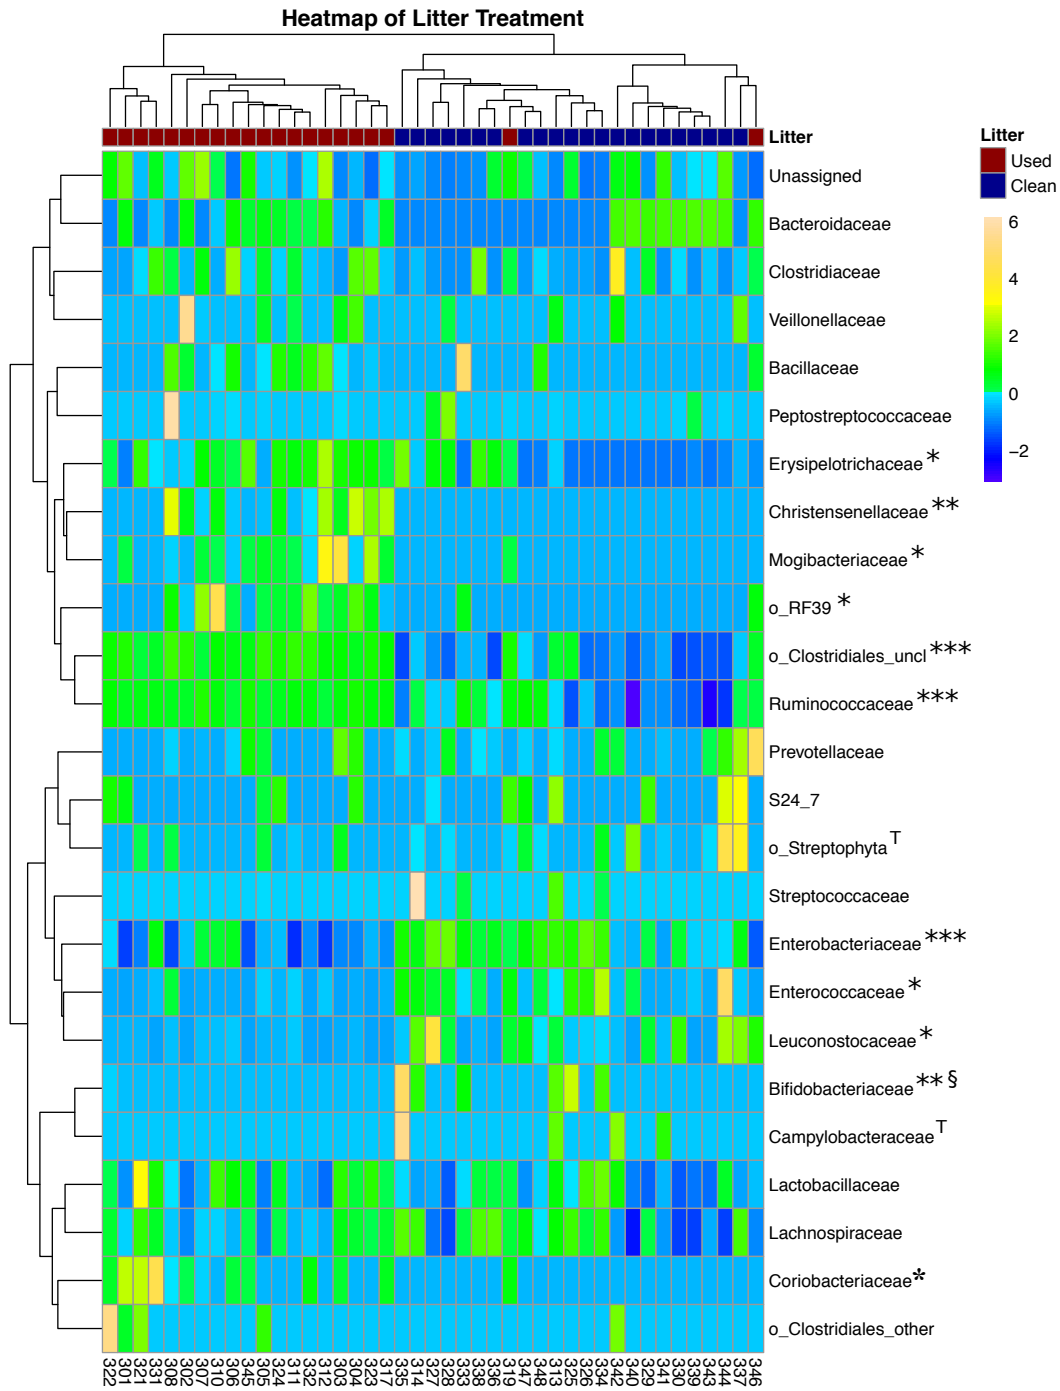 Heatmap of Litter Treatment
Litter
Litter
Used
Clean
6
4
2
0
−2
Unassigned
Bacteroidaceae
Clostridiaceae
Veillonellaceae
Bacillaceae
Peptostreptococcaceae
Erysipelotrichaceae *
Christensenellaceae **
Mogibacteriaceae *
o_RF39 *
o_Clostridiales_uncl ***
Ruminococcaceae ***
Prevotellaceae
S24_7
o_Streptophyta T
Streptococcaceae
Enterobacteriaceae ***
Enterococcaceae *
Leuconostocaceae *
Bifidobacteriaceae ** §
Campylobacteraceae T
Lactobacillaceae
Lachnospiraceae
Coriobacteriaceae *
o_Clostridiales_other
322 301 321 331 308 302 307 310 306 345 305 324 311 332 312 303 304 323 317 335 314 327 328 333 338 336 319 347 348 313 325 326 334 342 340 329 341 330 339 343 344 337 346